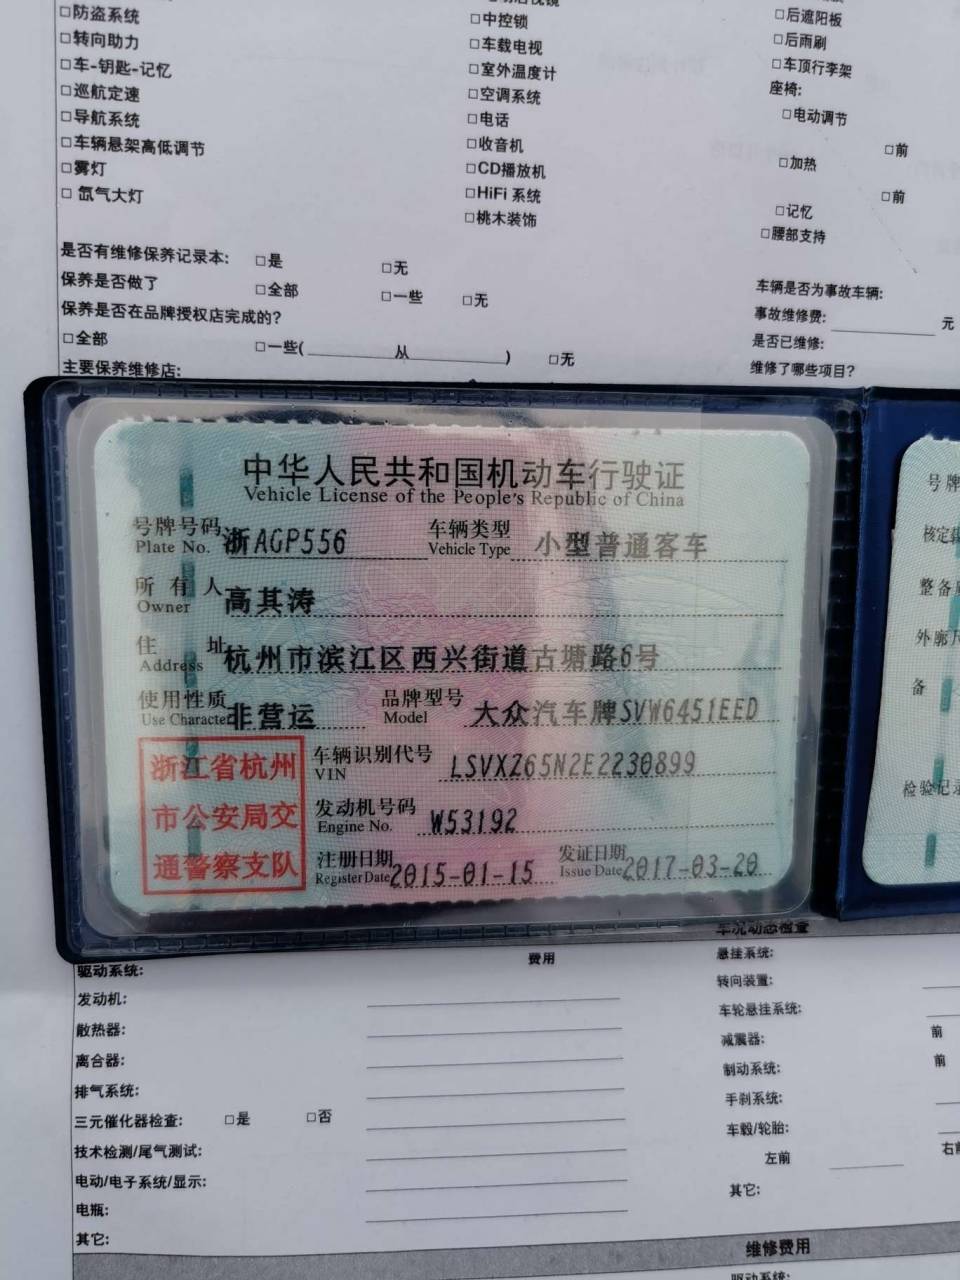 □防盗系统
□转向助力
□车-钥匙-记忆
□巡航定速
□导航系统
□车辆悬架高低调节
□雾灯
□ 氙气大灯
□中控锁
□车载电视
□室外温度计
□空调系统
□电话
□收音机
□CD播放机
□HiFi 系统
□桃木装饰
□后遮阳板
□后雨刷
□车顶行李架
座椅:
□电动调节
□前
□加热
□前
□记忆
□腰部支持
是否有维修保养记录本: □是 □无
保养是否做了 □全部 □一些 □无
保养是否在品牌授权店完成的?
□全部 □一些( 从 ) □无
主要保养维修店:
车辆是否为事故车辆:
事故维修费: 元
是否已维修:
维修了哪些项目?
中华人民共和国机动车行驶证
Vehicle License of the People's Republic of China
号牌号码 浙AGP556 车辆类型 小型普通客车
Plate No. Vehicle Type
所有人 高其涛
Owner
住址 杭州市滨江区西兴街道古塘路6号
Address
使用性质 非营运 品牌型号 大众汽车牌SVW6451EED
Use Character Model
浙江省杭州
市公安局交
通警察支队
车辆识别代号 LSVXZ65N2E2230899
VIN
发动机号码 W53192
Engine No.
注册日期 2015-01-15 发证日期 2017-03-20
Register Date Issue Date
号牌
整备
外廓
备
检验记录
车况动态检查
费用
驱动系统:
发动机:
散热器:
离合器:
排气系统:
三元催化器检查: □是 □否
技术检测/尾气测试:
电动/电子系统/显示:
电瓶:
其它:
悬挂系统:
转向装置:
车轮悬挂系统:
减震器: 前
制动系统: 前
手刹系统:
车毂/轮胎:
左前 右前
其它:
维修费用
驱动系统: